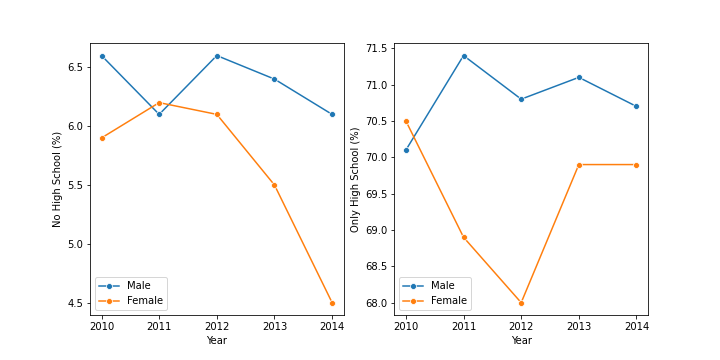 6.5
6.0
5.5
5.0
4.5
No High School (%)
2010 2011 2012 2013 2014
Year
Male
Female
71.5
71.0
70.5
70.0
69.5
69.0
68.5
68.0
Only High School (%)
2010 2011 2012 2013 2014
Year
Male
Female